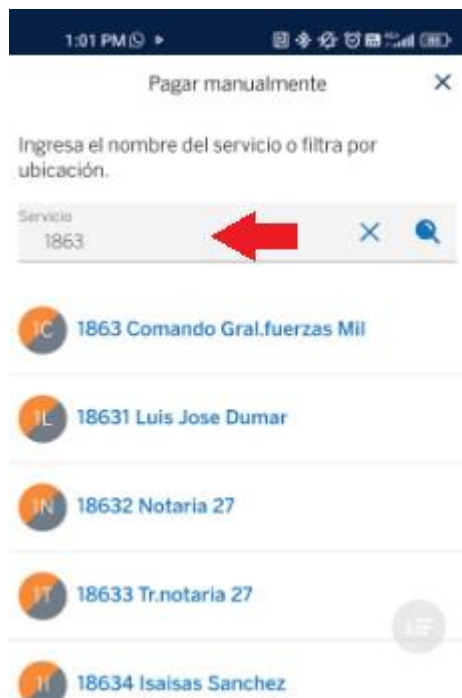 1:01 PM
Pagar manualmente
Ingresa el nombre del servicio o filtra por
ubicación.
Servicio
1863
1C 1863 Comando Gral.fuerzas Mil
1L 18631 Luis Jose Dumar
1N 18632 Notaria 27
1T 18633 Tr.notaria 27
1I 18634 Isaisas Sanchez